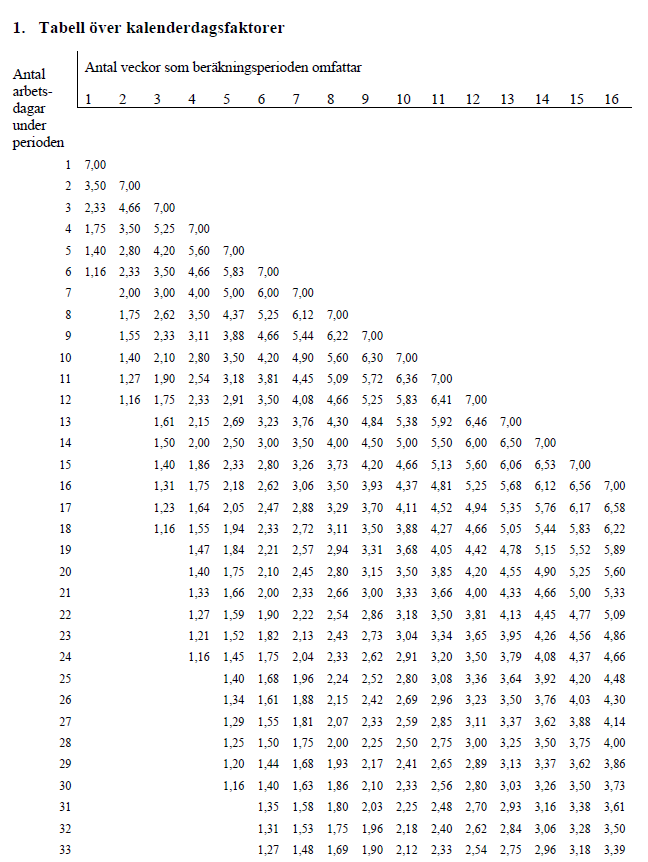 1. Tabell över kalenderdagsfaktorer
Antal veckor som beräkningsperioden omfattar
Antal
arbets-
dagar
under
perioden
1 2 3 4 5 6 7 8 9 10 11 12 13 14 15 16
1 7,00
2 3,50 7,00
3 2,33 4,66 7,00
4 1,75 3,50 5,25 7,00
5 1,40 2,80 4,20 5,60 7,00
6 1,16 2,33 3,50 4,66 5,83 7,00
7 2,00 3,00 4,00 5,00 6,00 7,00
8 1,75 2,62 3,50 4,37 5,25 6,12 7,00
9 1,55 2,33 3,11 3,88 4,66 5,44 6,22 7,00
10 1,40 2,10 2,80 3,50 4,20 4,90 5,60 6,30 7,00
11 1,27 1,90 2,54 3,18 3,81 4,45 5,09 5,72 6,36 7,00
12 1,16 1,75 2,33 2,91 3,50 4,08 4,66 5,25 5,83 6,41 7,00
13 1,61 2,15 2,69 3,23 3,76 4,30 4,84 5,38 5,92 6,46 7,00
14 1,50 2,00 2,50 3,00 3,50 4,00 4,50 5,00 5,50 6,00 6,50 7,00
15 1,40 1,86 2,33 2,80 3,26 3,73 4,20 4,66 5,13 5,60 6,06 6,53 7,00
16 1,31 1,75 2,18 2,62 3,06 3,50 3,93 4,37 4,81 5,25 5,68 6,12 6,56 7,00
17 1,23 1,64 2,05 2,47 2,88 3,29 3,70 4,11 4,52 4,94 5,35 5,76 6,17 6,58
18 1,16 1,55 1,94 2,33 2,72 3,11 3,50 3,88 4,27 4,66 5,05 5,44 5,83 6,22
19 1,47 1,84 2,21 2,57 2,94 3,31 3,68 4,05 4,42 4,78 5,15 5,52 5,89
20 1,40 1,75 2,10 2,45 2,80 3,15 3,50 3,85 4,20 4,55 4,90 5,25 5,60
21 1,33 1,66 2,00 2,33 2,66 3,00 3,33 3,66 4,00 4,33 4,66 5,00 5,33
22 1,27 1,59 1,90 2,22 2,54 2,86 3,18 3,50 3,81 4,13 4,45 4,77 5,09
23 1,21 1,52 1,82 2,13 2,43 2,73 3,04 3,34 3,65 3,95 4,26 4,56 4,86
24 1,16 1,45 1,75 2,04 2,33 2,62 2,91 3,20 3,50 3,79 4,08 4,37 4,66
25 1,40 1,68 1,96 2,24 2,52 2,80 3,08 3,36 3,64 3,92 4,20 4,48
26 1,34 1,61 1,88 2,15 2,42 2,69 2,96 3,23 3,50 3,76 4,03 4,30
27 1,29 1,55 1,81 2,07 2,33 2,59 2,85 3,11 3,37 3,62 3,88 4,14
28 1,25 1,50 1,75 2,00 2,25 2,50 2,75 3,00 3,25 3,50 3,75 4,00
29 1,20 1,44 1,68 1,93 2,17 2,41 2,65 2,89 3,13 3,37 3,62 3,86
30 1,16 1,40 1,63 1,86 2,10 2,33 2,56 2,80 3,03 3,26 3,50 3,73
31 1,35 1,58 1,80 2,03 2,25 2,48 2,70 2,93 3,16 3,38 3,61
32 1,31 1,53 1,75 1,96 2,18 2,40 2,62 2,84 3,06 3,28 3,50
33 1,27 1,48 1,69 1,90 2,12 2,33 2,54 2,75 2,96 3,18 3,39